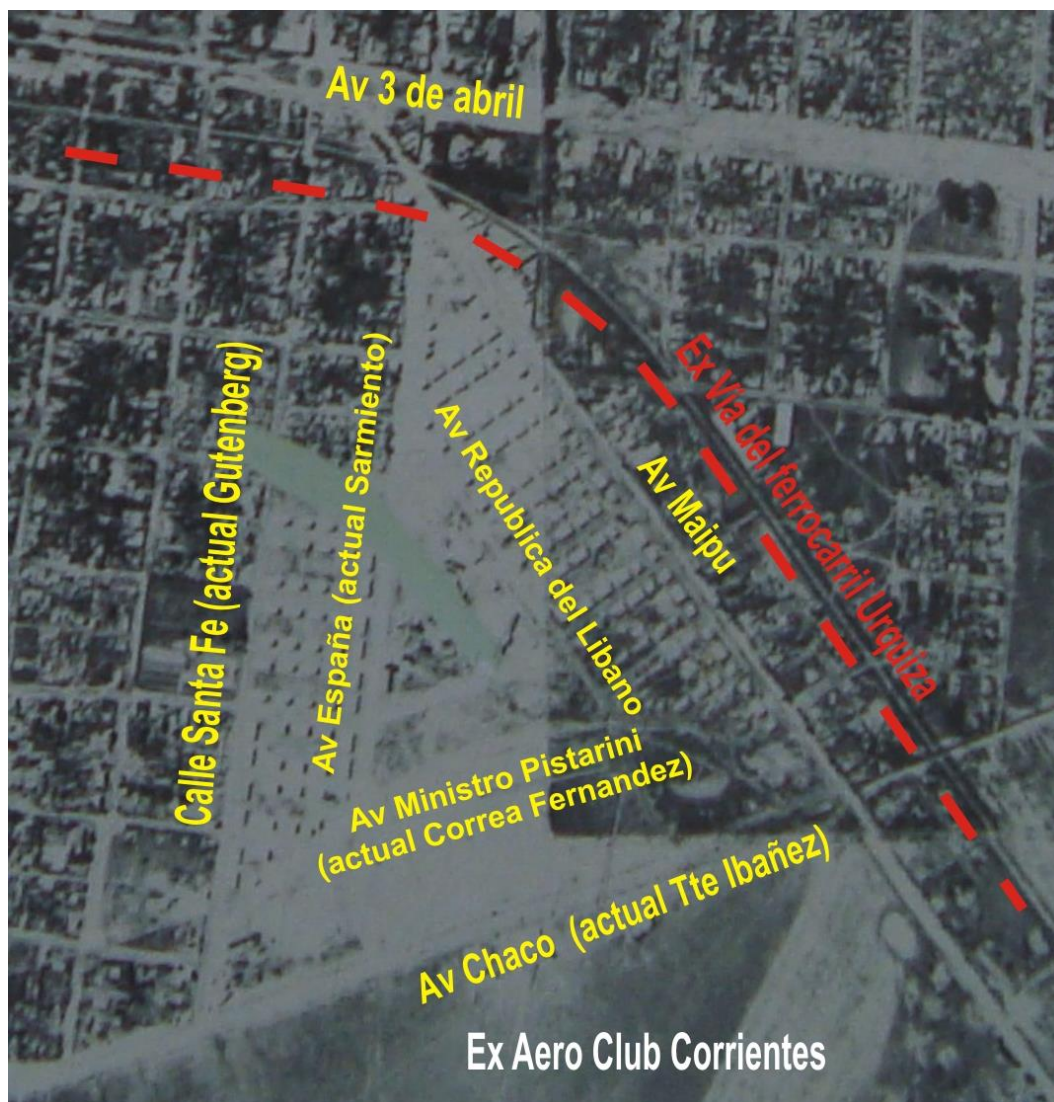 Av 3 de abril
Ex Via del ferrocarril Urquiza
Calle Santa Fe (actual Gutenberg)
Av España (actual Sarmiento)
Av Republica del Libano
Av Maipu
Av Ministro Pistarini
(actual Correa Fernandez)
Av Chaco (actual Tte Ibañez)
Ex Aero Club Corrientes